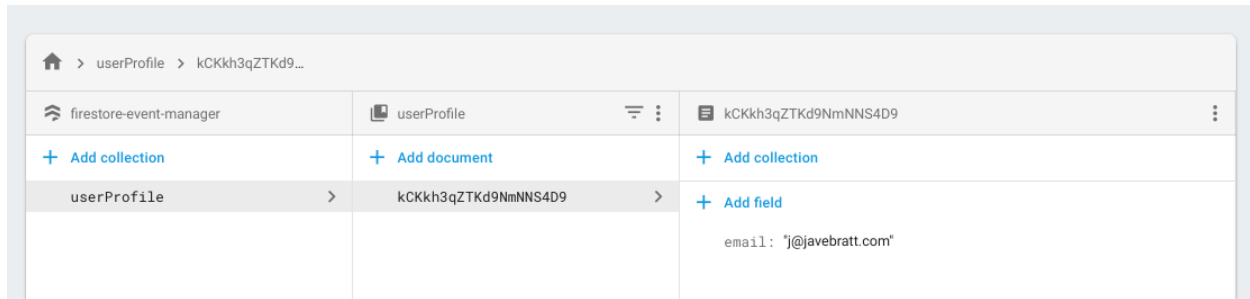 userProfile > kCKkh3qZTKd9...
firestore-event-manager
userProfile
kCKkh3qZTKd9NmNNS4D9
+ Add collection
+ Add document
+ Add collection
userProfile
kCKkh3qZTKd9NmNNS4D9
+ Add field
email: "j@javebratt.com"